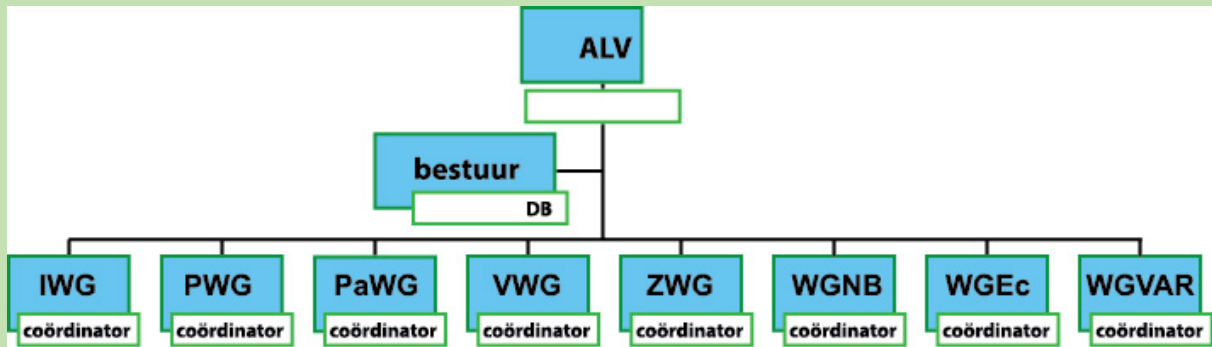 ALV
bestuur
DB
IWG PWG PaWG VWG ZWG WGNB WGEc WGVAR
coördinator coördinator coördinator coördinator coördinator coördinator coördinator coördinator